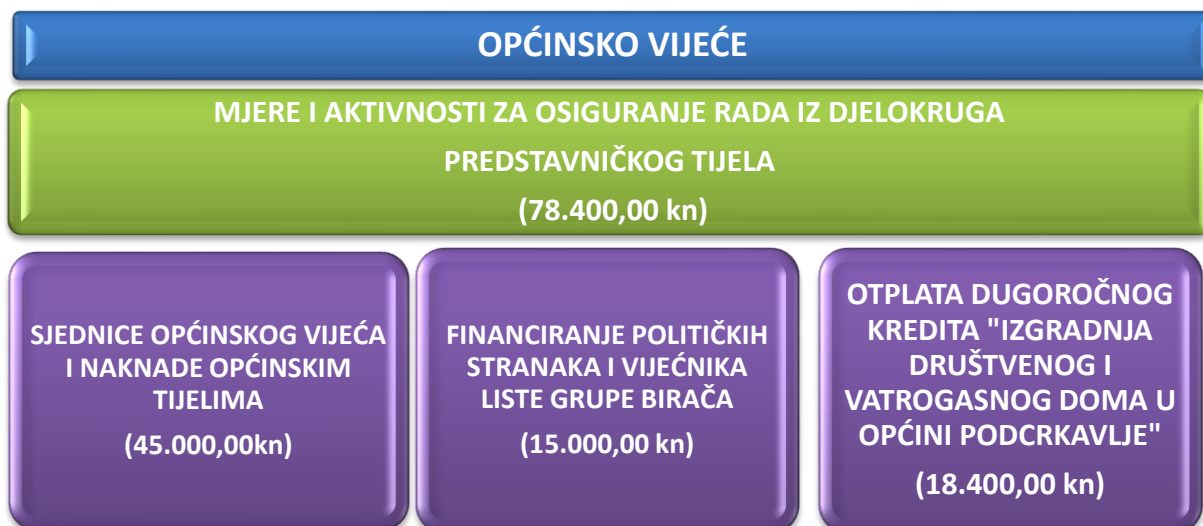 OPĆINSKO VIJEĆE
MJERE I AKTIVNOSTI ZA OSIGURANJE RADA IZ DJELOKRUGA
PREDSTAVNIČKOG TIJELA
(78.400,00 kn)
SJEDNICE OPĆINSKOG VIJEĆA
I NAKNADE OPĆINSKIM
TIJELIMA
(45.000,00kn)
FINANCIRANJE POLITIČKIH
STRANAKA I VIJEĆNIKA
LISTE GRUPE BIRAČA
(15.000,00 kn)
OTPLATA DUGOROČNOG
KREDITA "IZGRADNJA
DRUŠTVENOG I
VATROGASNOG DOMA U
OPĆINI PODCRKAVLJE"
(18.400,00 kn)